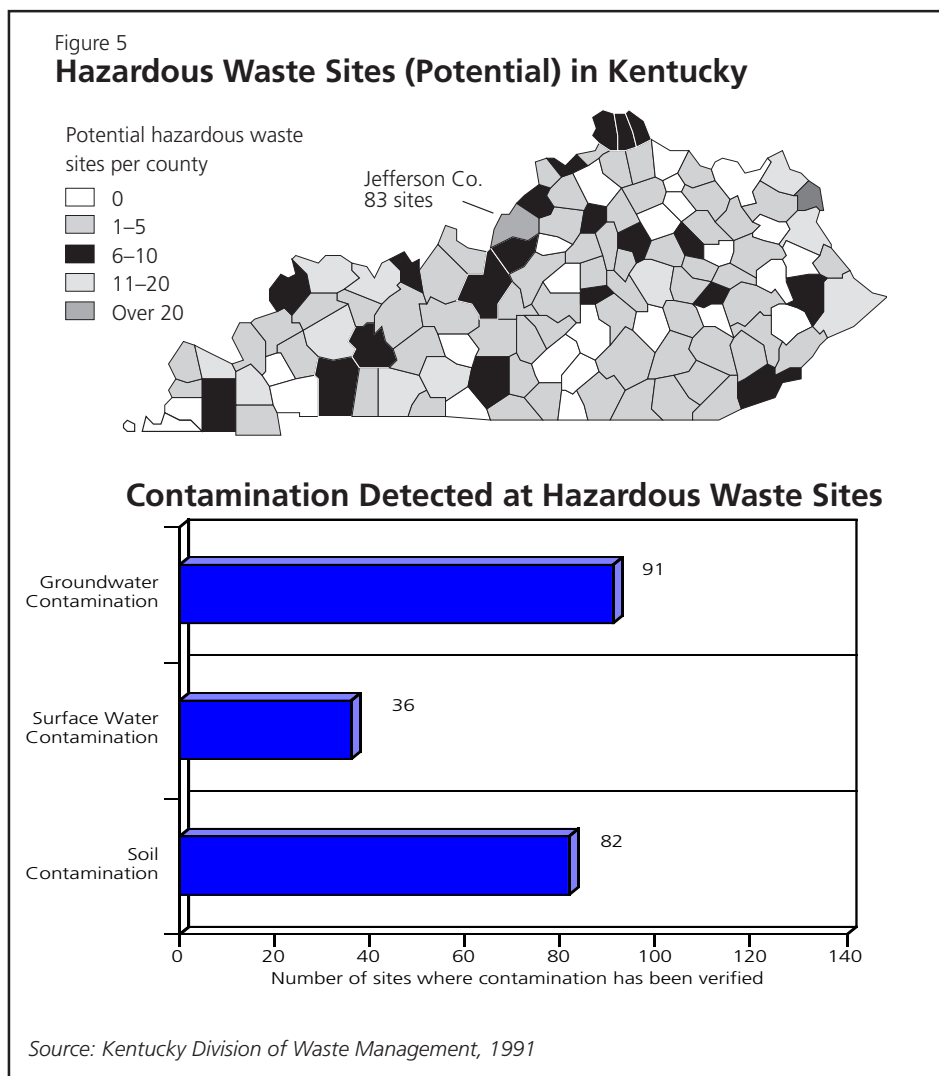 Figure 5
Hazardous Waste Sites (Potential) in Kentucky
Potential hazardous waste
sites per county
0
1–5
6–10
11–20
Over 20
Jefferson Co.
83 sites
Contamination Detected at Hazardous Waste Sites
Groundwater
Contamination
91
Surface Water
Contamination
36
Soil
Contamination
82
0 20 40 60 80 100 120 140
Number of sites where contamination has been verified
Source: Kentucky Division of Waste Management, 1991